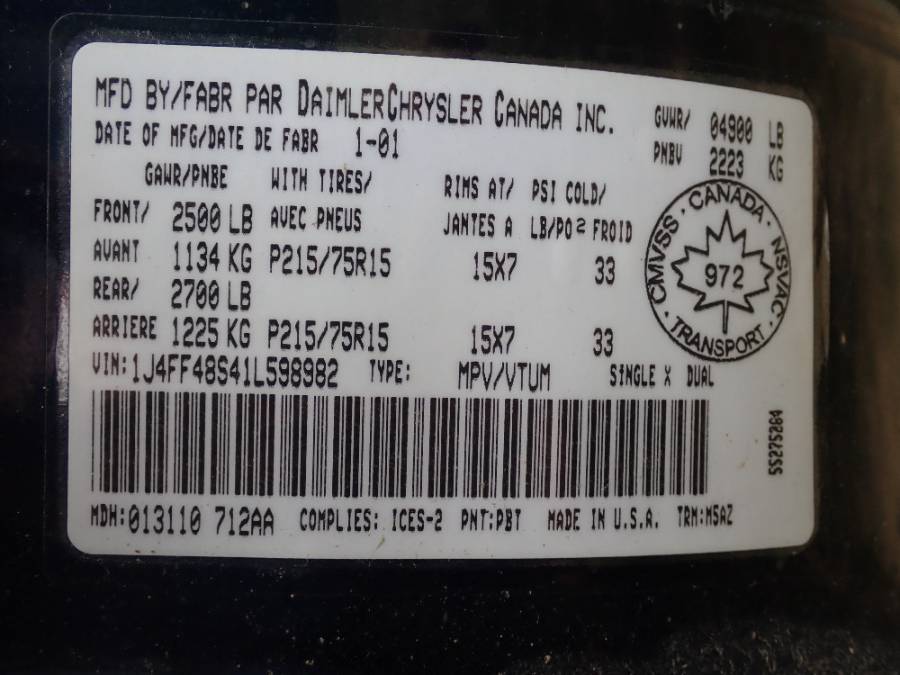 MFD BY/FABR PAR DAIMLERCHRYSLER CANADA INC. GVWR/ 04900 LB
DATE OF MFG/DATE DE FABR 1-01 PNBV 2223 KG
GAWR/PNBE WITH TIRES/ RIMS AT/ PSI COLD/
FRONT/ 2500 LB AVEC PNEUS JANTES A LB/PO² FROID
AVANT 1134 KG P215/75R15 15X7 33
REAR/ 2700 LB
ARRIERE 1225 KG P215/75R15 15X7 33
CMVSS · CANADA · NSVAC · TRANSPORT ·
972
VIN:1J4FF48S41L598982 TYPE: MPV/VTUM SINGLE X DUAL
55275264
MDH:013110 712AA COMPLIES: ICES-2 PNT:PBT MADE IN U.S.A. TRM:M5AZ